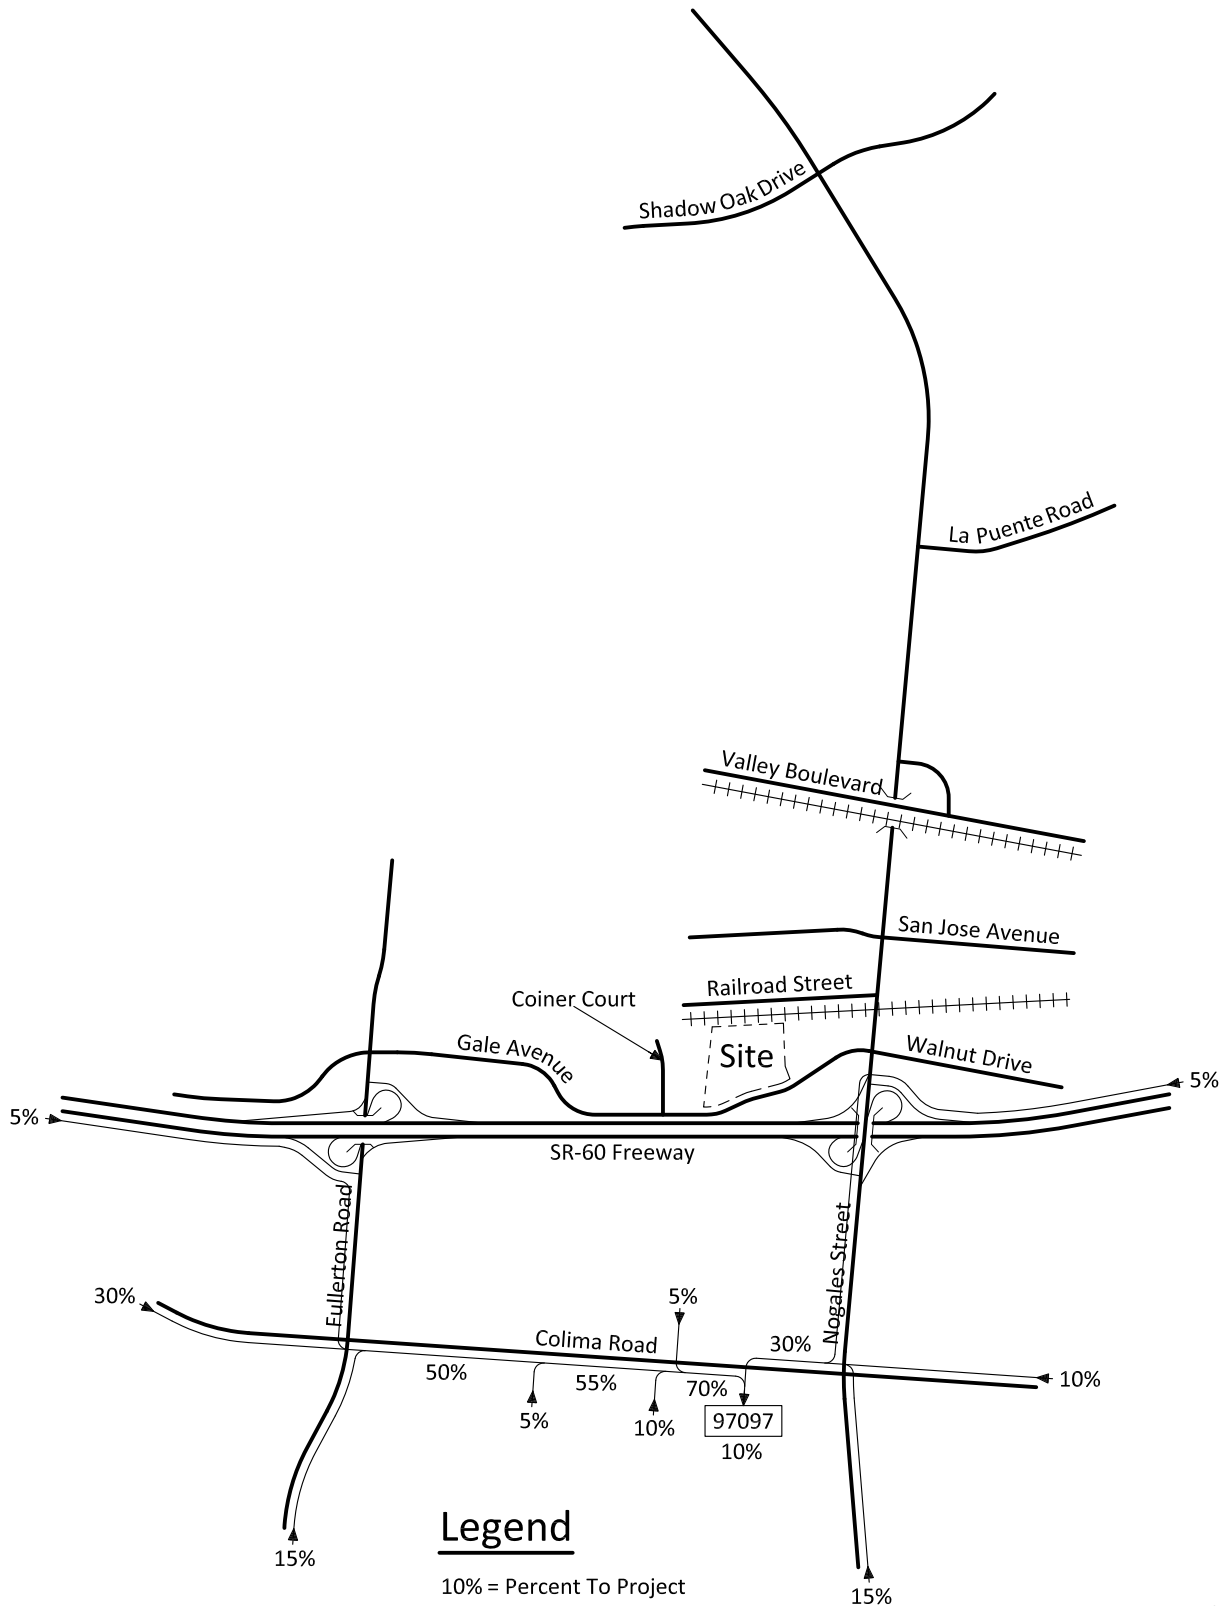 Shadow Oak Drive
La Puente Road
Valley Boulevard
San Jose Avenue
Railroad Street
Coiner Court
Gale Avenue
Site
Walnut Drive
5%
5%
SR-60 Freeway
Fullerton Road
Nogales Street
30%
5%
Colima Road
30%
50%
55%
70%
10%
5%
10%
97097
10%
Legend
15%
10% = Percent To Project
15%